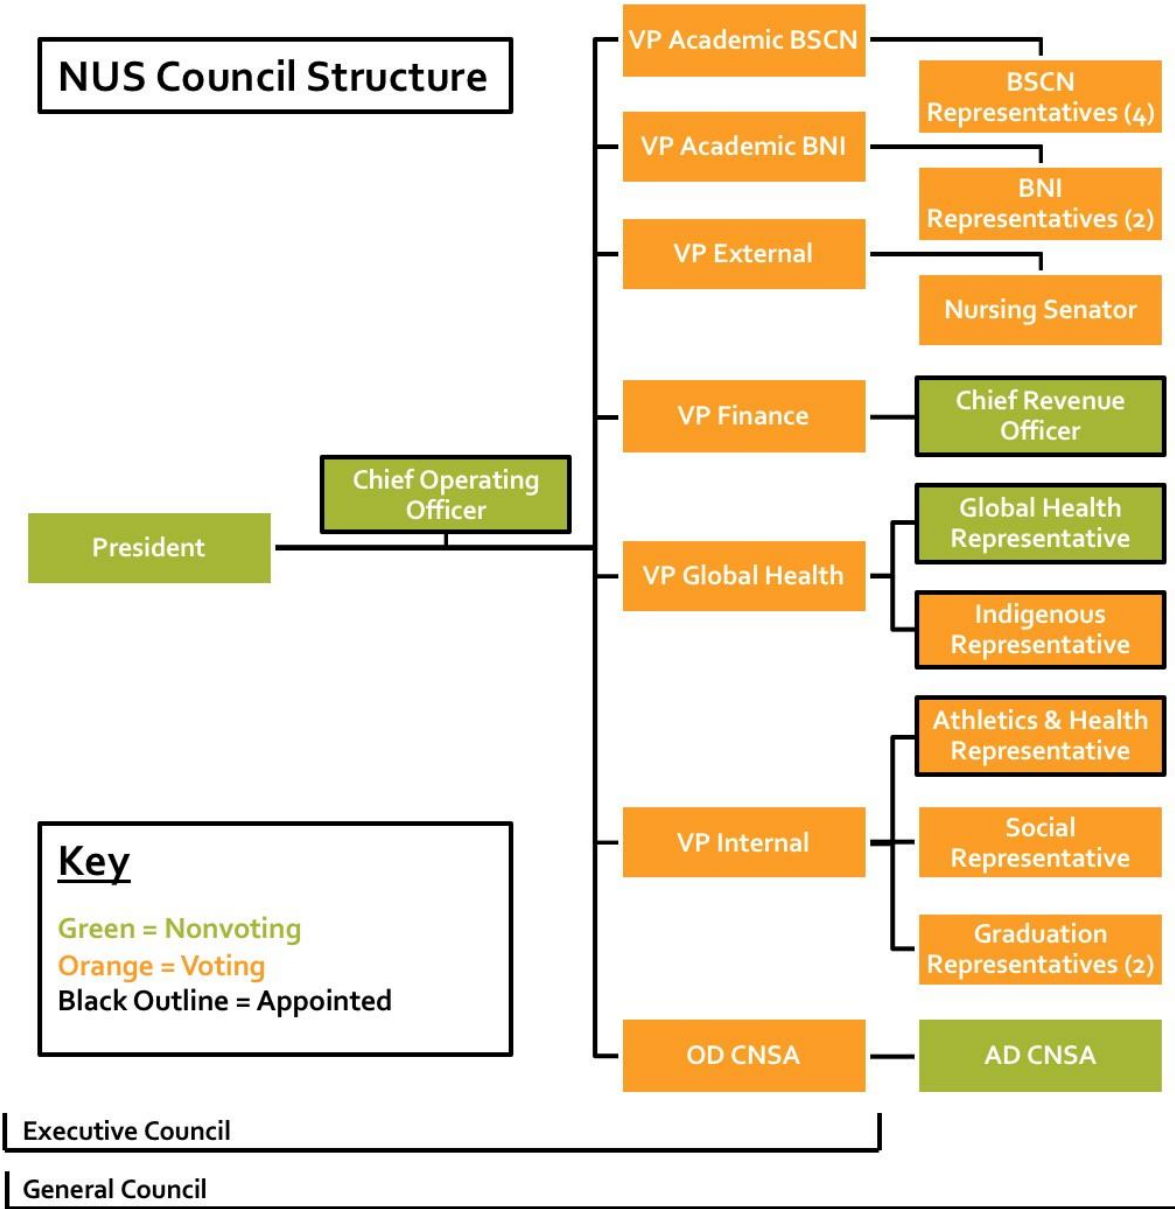 NUS Council Structure
VP Academic BSCN
BSCN
Representatives (4)
VP Academic BNI
BNI
Representatives (2)
VP External
Nursing Senator
VP Finance
Chief Revenue
Officer
Chief Operating
Officer
President
VP Global Health
Global Health
Representative
Indigenous
Representative
VP Internal
Athletics & Health
Representative
Social
Representative
Graduation
Representatives (2)
OD CNSA
AD CNSA
Key
Green = Nonvoting
Orange = Voting
Black Outline = Appointed
Executive Council
General Council